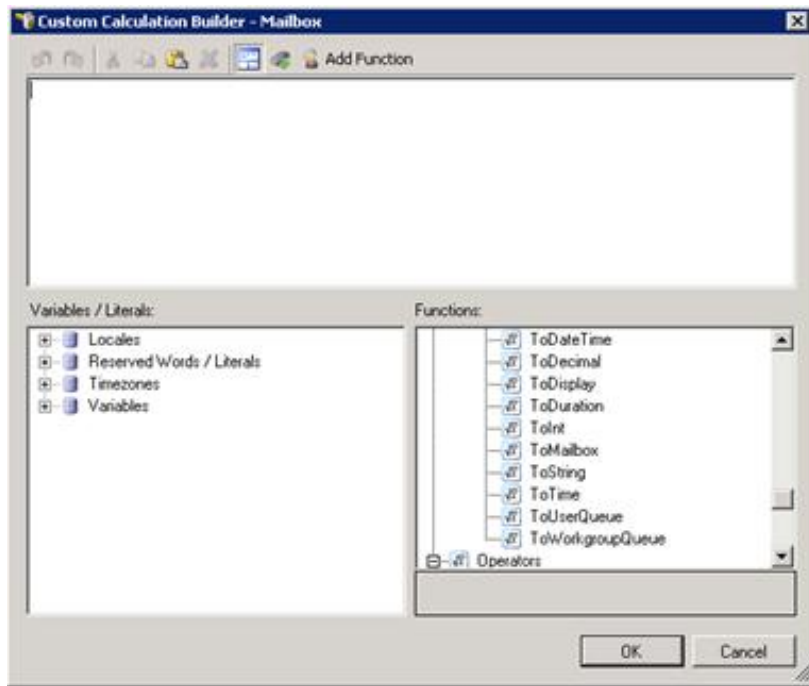 Custom Calculation Builder - Mailbox
Add Function
Variables / Literals:
Locales
Reserved Words / Literals
Timezones
Variables
Functions:
ToDateTime
ToDecimal
ToDisplay
ToDuration
ToInt
ToMailbox
ToString
ToTime
ToUserQueue
ToWorkgroupQueue
Operators
OK
Cancel